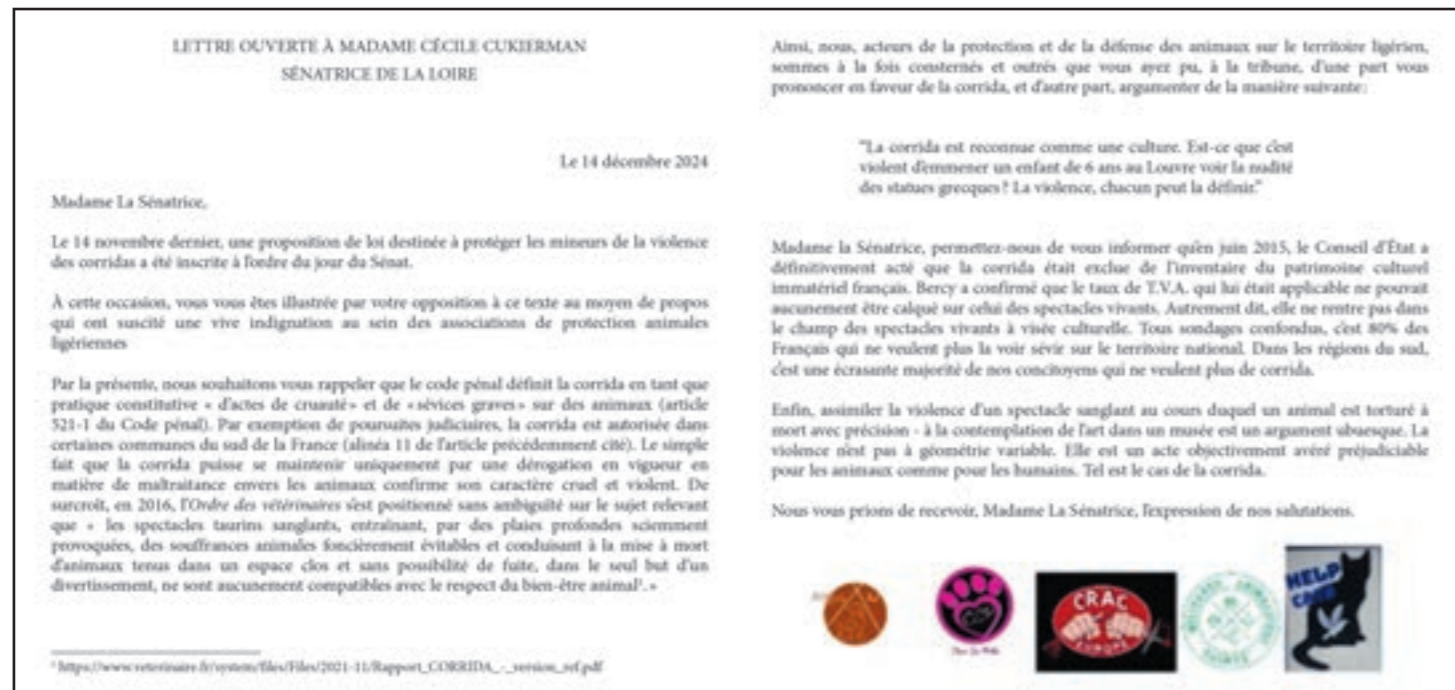 LETTRE OUVERTE À MADAME CÉCILE CUKIERMAN
SÉNATRICE DE LA LOIRE
Le 14 décembre 2024
Madame La Sénatrice,
Le 14 novembre dernier, une proposition de loi destinée à protéger les mineurs de la violence
des corridas a été inscrite à l'ordre du jour du Sénat.
À cette occasion, vous vous êtes illustrée par votre opposition à ce texte au moyen de propos
qui ont suscité une vive indignation au sein des associations de protection animales
ligériennes
Par la présente, nous souhaitons vous rappeler que le code pénal définit la corrida en tant que
pratique constitutive « d'actes de cruauté » et de « sévices graves » sur des animaux (article
521-1 du Code pénal). Par exemption de poursuites judiciaires, la corrida est autorisée dans
certaines communes du sud de la France (alinéa 11 de l'article précédemment cité). Le simple
fait que la corrida puisse se maintenir uniquement par une dérogation en vigueur en
matière de maltraitance envers les animaux confirme son caractère cruel et violent. De
surcroît, en 2016, l'Ordre des vétérinaires s'est positionné sans ambiguïté sur le sujet relevant
que « les spectacles taurins sanglants, entraînant, par des plaies profondes sciemment
provoquées, des souffrances animales foncièrement évitables et conduisant à la mise à mort
d'animaux tenus dans un espace clos et sans possibilité de fuite, dans le seul but d'un
divertissement, ne sont aucunement compatibles avec le respect du bien-être animal¹. »
¹ https://www.veterinaire.fr/system/files/Files/2021-11/Rapport_CORRIDA_-_version_ref.pdf
Ainsi, nous, acteurs de la protection et de la défense des animaux sur le territoire ligérien,
sommes à la fois consternés et outrés que vous ayez pu, à la tribune, d'une part vous
prononcer en faveur de la corrida, et d'autre part, argumenter de la manière suivante :
"La corrida est reconnue comme une culture. Est-ce que c'est
violent d'emmener un enfant de 6 ans au Louvre voir la nudité
des statues grecques ? La violence, chacun peut la définir."
Madame la Sénatrice, permettez-nous de vous informer qu'en juin 2015, le Conseil d'État a
définitivement acté que la corrida était exclue de l'inventaire du patrimoine culturel
immatériel français. Bercy a confirmé que le taux de T.V.A. qui lui était applicable ne pouvait
aucunement être calqué sur celui des spectacles vivants. Autrement dit, elle ne rentre pas dans
le champ des spectacles vivants à visée culturelle. Tous sondages confondus, c'est 80% des
Français qui ne veulent plus la voir sévir sur le territoire national. Dans les régions du sud,
c'est une écrasante majorité de nos concitoyens qui ne veulent plus de corrida.
Enfin, assimiler la violence d'un spectacle sanglant au cours duquel un animal est torturé à
mort avec précision - à la contemplation de l'art dans un musée est un argument ubuesque. La
violence n'est pas à géométrie variable. Elle est un acte objectivement avéré préjudiciable
pour les animaux comme pour les humains. Tel est le cas de la corrida.
Nous vous prions de recevoir, Madame La Sénatrice, l'expression de nos salutations.
CRAC
EUROPE
HELP